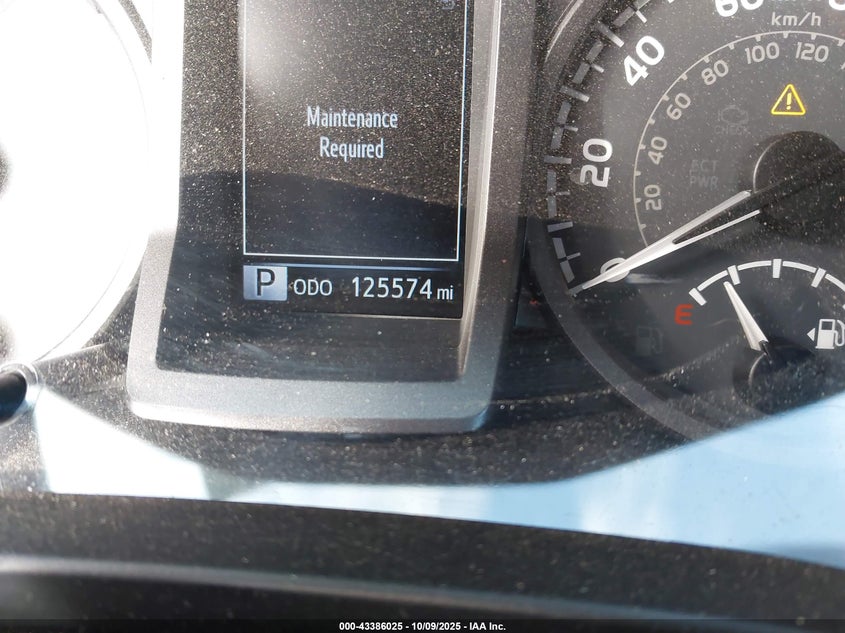 Maintenance
Required
P ODO 125574 mi
0
20
40
60
km/h
20
40
60
80
100
120
CHECK
ECT
PWR
E
000-43386025 - 10/09/2025 - IAA Inc.